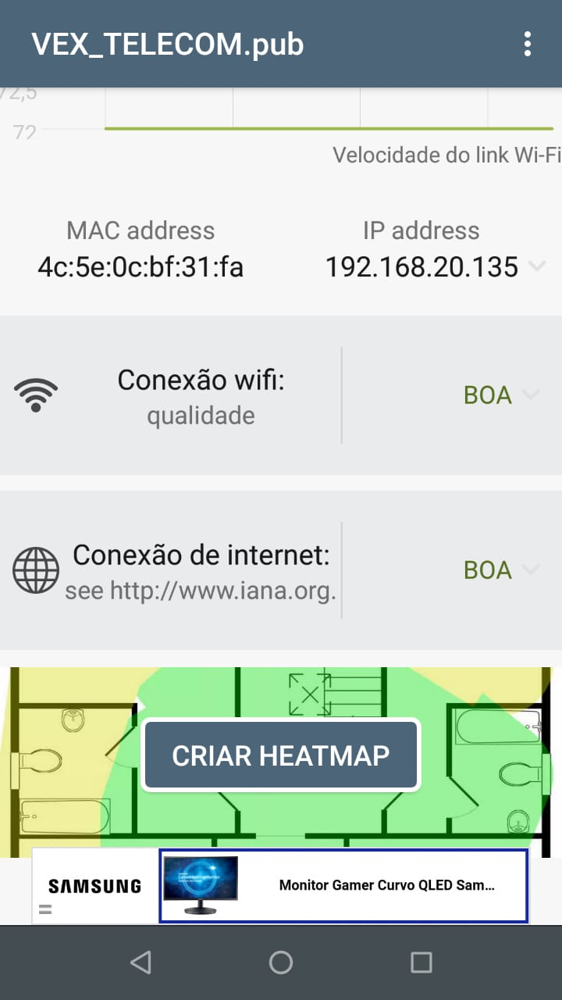 VEX_TELECOM.pub
72,5
72
Velocidade do link Wi-Fi
MAC address
4c:5e:0c:bf:31:fa
IP address
192.168.20.135
Conexão wifi:
qualidade
BOA
Conexão de internet:
see http://www.iana.org.
BOA
CRIAR HEATMAP
SAMSUNG
Monitor Gamer Curvo QLED Sam...